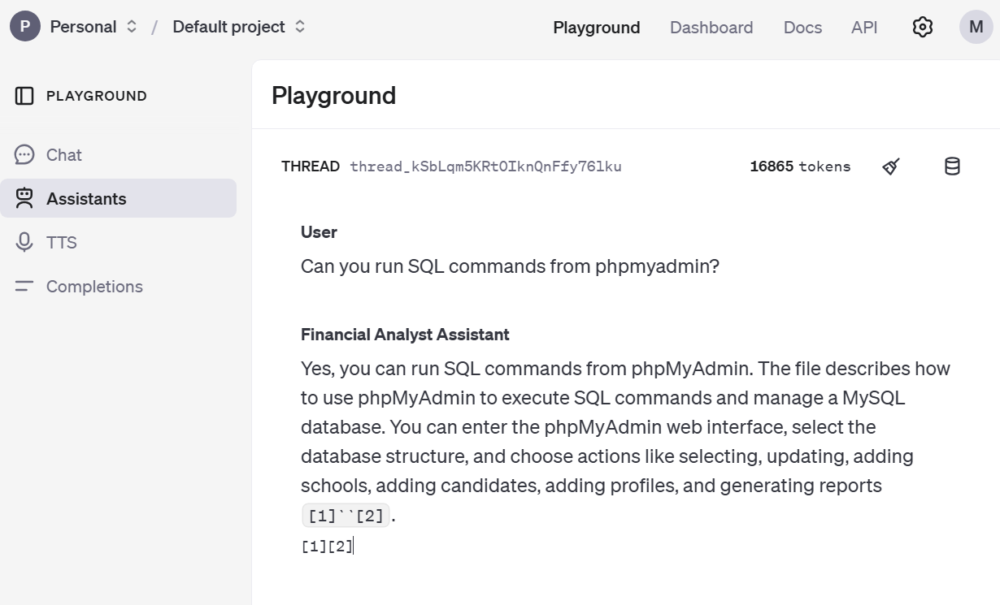 P Personal / Default project Playground Dashboard Docs API M
PLAYGROUND
Playground
Chat
Assistants
TTS
Completions
THREAD thread_kSbLqm5KRtOIknQnFfy76lku 16865 tokens
User
Can you run SQL commands from phpmyadmin?
Financial Analyst Assistant
Yes, you can run SQL commands from phpMyAdmin. The file describes how
to use phpMyAdmin to execute SQL commands and manage a MySQL
database. You can enter the phpMyAdmin web interface, select the
database structure, and choose actions like selecting, updating, adding
schools, adding candidates, adding profiles, and generating reports
[1]``[2] .
[1][2]